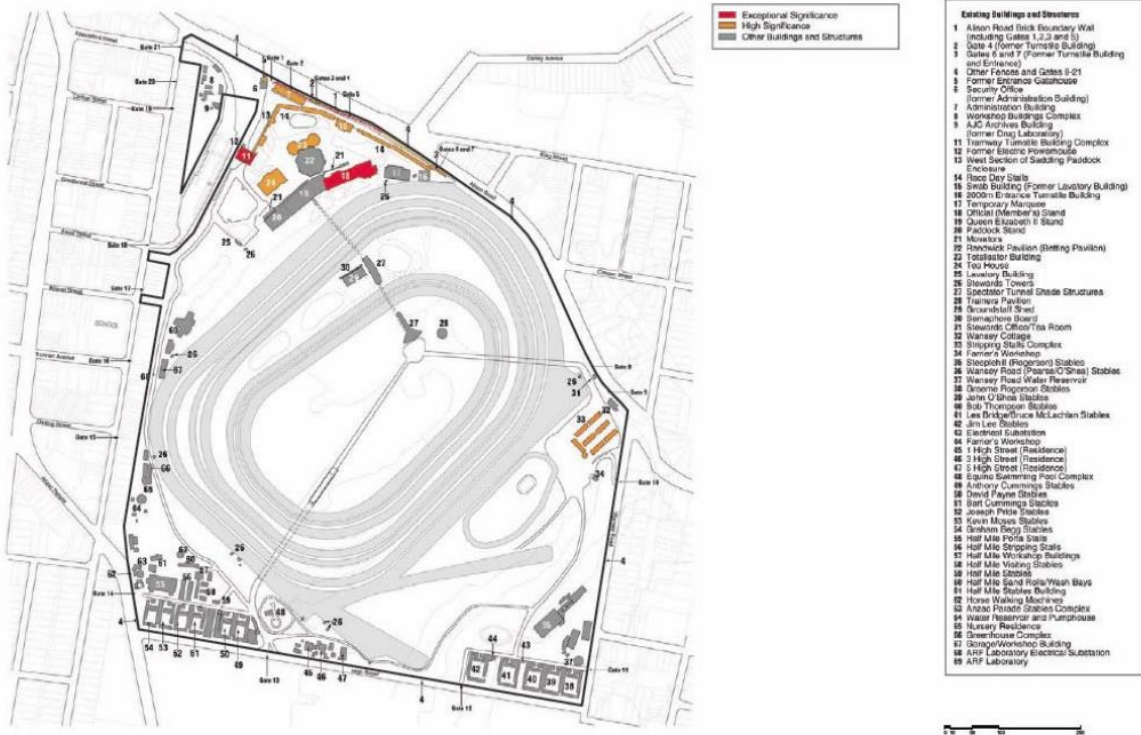 Exceptional Significance
High Significance
Other Buildings and Structures
Existing Buildings and Structures
1 Alison Road Brick Boundary Wall
(including Gates 1,2,3 and 5)
2 Gate 4 (former Turnstile Building)
3 Gates 6 and 7 (Former Turnstile Building
and Entrance)
4 Other Fences and Gates 8-21
5 Former Entrance Gatehouse
6 Security Office
(former Administration Building)
7 Administration Building
8 Workshop Buildings Complex
9 AJC Archives Building
(former Drug Laboratory)
11 Tramway Turnstile Building Complex
12 Former Electric Powerhouse
13 West Section of Saddling Paddock
Enclosure
14 Race Day Stalls
15 Swab Building (Former Lavatory Building)
16 2000m Entrance Turnstile Building
17 Temporary Marquee
18 Official (Member's) Stand
19 Queen Elizabeth II Stand
20 Paddock Stand
21 Movators
22 Randwick Pavilion (Betting Pavilion)
23 Totalisator Building
24 Tea House
25 Lavatory Building
26 Stewards Towers
27 Spectator Tunnel Shade Structures
28 Trainers Pavilion
29 Groundstaff Shed
30 Semaphore Board
31 Stewards Office/Tea Room
32 Wansey Cottage
33 Stripping Stalls Complex
34 Farrier's Workshop
35 Steeplehill (Rogerson) Stables
36 Wansey Road (Pearse/O'Shea) Stables
37 Wansey Road Water Reservoir
38 Graeme Rogerson Stables
39 John O'Shea Stables
40 Bob Thompson Stables
41 Les Bridge/Bruce McLachlan Stables
42 Jim Lee Stables
43 Electrical Substation
44 Farrier's Workshop
45 1 High Street (Residence)
46 3 High Street (Residence)
47 5 High Street (Residence)
48 Equine Swimming Pool Complex
49 Anthony Cummings Stables
50 David Payne Stables
51 Bart Cummings Stables
52 Joseph Pride Stables
53 Kevin Moses Stables
54 Graham Begg Stables
55 Half Mile Porta Stalls
56 Half Mile Stripping Stalls
57 Half Mile Workshop Buildings
58 Half Mile Visiting Stables
59 Half Mile Stables
60 Half Mile Sand Rolls/Wash Bays
61 Half Mile Stables Building
62 Horse Walking Machines
63 Anzac Parade Stables Complex
64 Water Reservoir and Pumphouse
65 Nursery Residence
66 Greenhouse Complex
67 Garage/Workshop Building
68 ARF Laboratory Electrical Substation
69 ARF Laboratory
Gate 21
Gate 20
Gate 19
Gate 18
Gate 17
Gate 16
Gate 15
Gate 14
Gate 13
Gate 12
Gate 11
Gate 10
Gate 9
Gate 8
Gates 6 and 7
Gate 5
Gate 2
Gate 1
Alison Road
SCHOOL